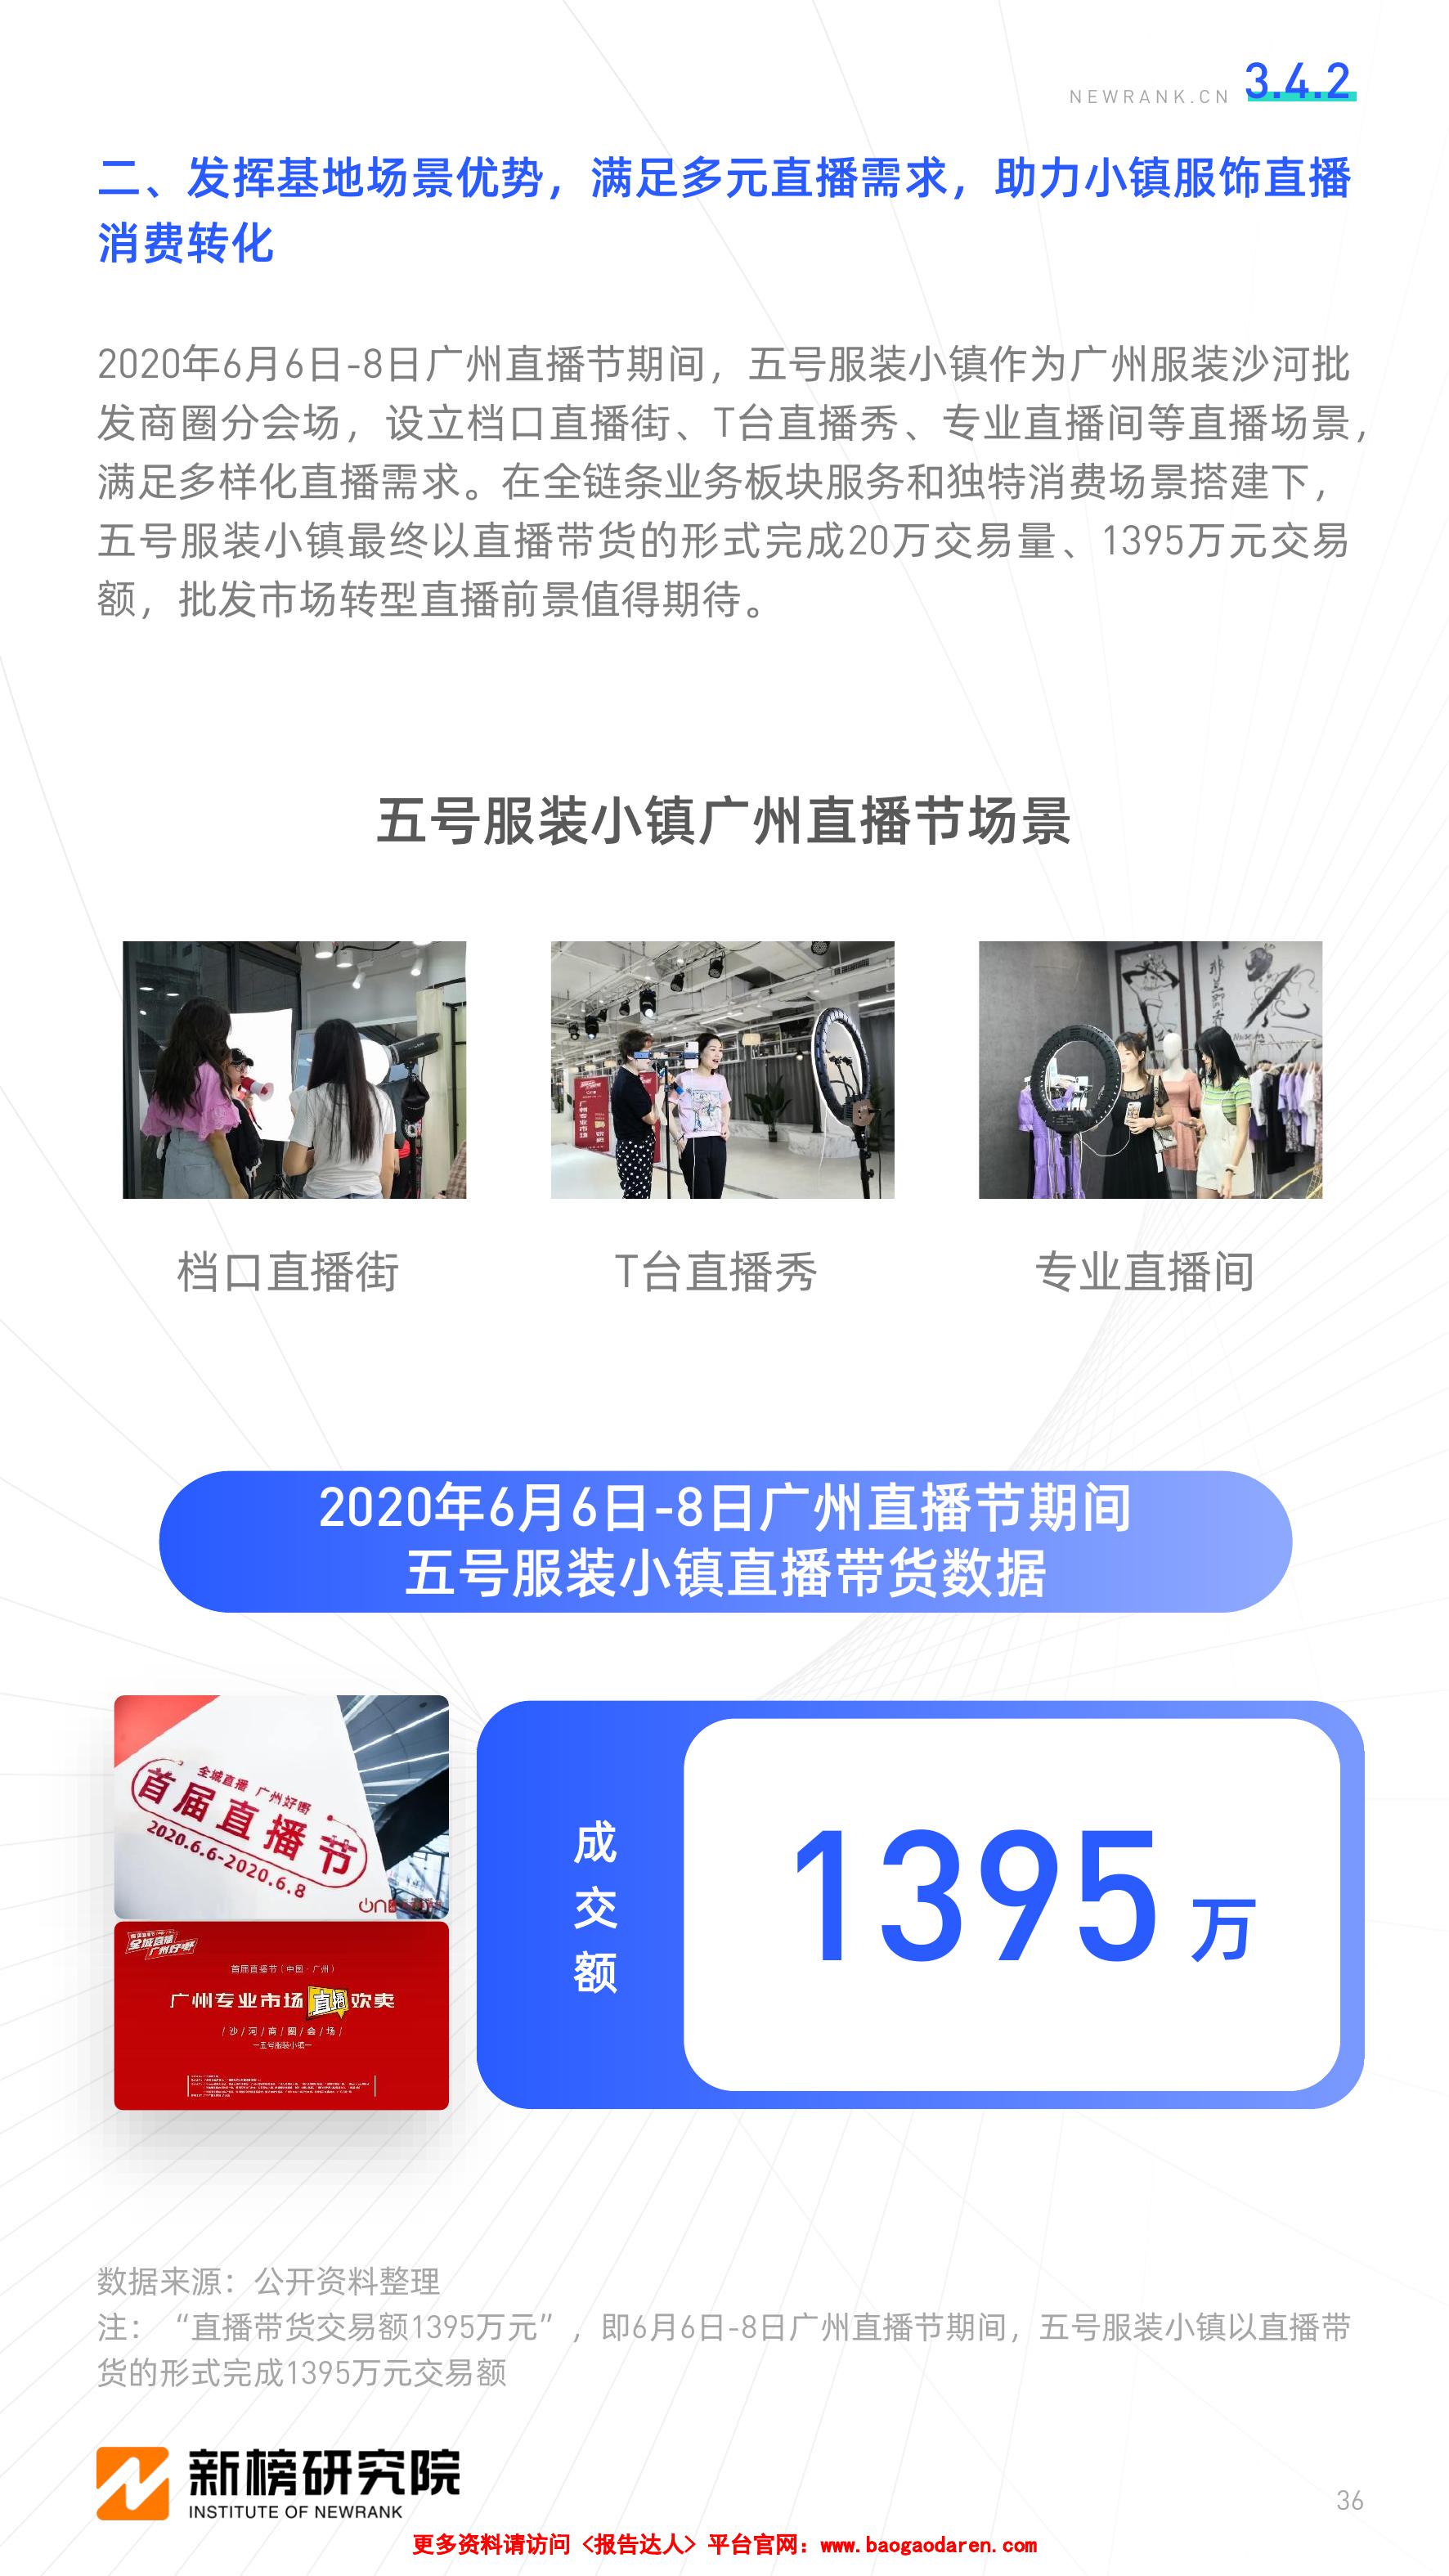 NEWRANK.CN 3.4.2
二、发挥基地场景优势，满足多元直播需求，助力小镇服饰直播
消费转化
2020年6月6日-8日广州直播节期间，五号服装小镇作为广州服装沙河批
发商圈分会场，设立档口直播街、T台直播秀、专业直播间等直播场景，
满足多样化直播需求。在全链条业务板块服务和独特消费场景搭建下，
五号服装小镇最终以直播带货的形式完成20万交易量、1395万元交易
额，批发市场转型直播前景值得期待。
五号服装小镇广州直播节场景
档口直播街
T台直播秀
专业直播间
2020年6月6日-8日广州直播节期间
五号服装小镇直播带货数据
全城直播 广州好嘢
首届直播节
2020.6.6-2020.6.8
全城直播
广州好嘢
首届直播节（中国·广州）
广州专业市场直播欢卖
/沙/河/商/圈/会/场/
—五号服装小镇—
成交额
1395 万
数据来源：公开资料整理
注：“直播带货交易额1395万元”，即6月6日-8日广州直播节期间，五号服装小镇以直播带
货的形式完成1395万元交易额
新榜研究院
INSTITUTE OF NEWRANK
36
更多资料请访问《报告达人》平台官网：www.baogaodaren.com